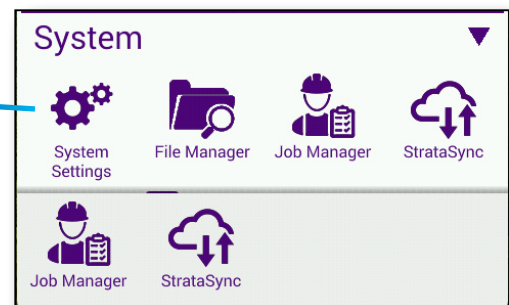 System
System Settings
File Manager
Job Manager
StrataSync
Job Manager
StrataSync